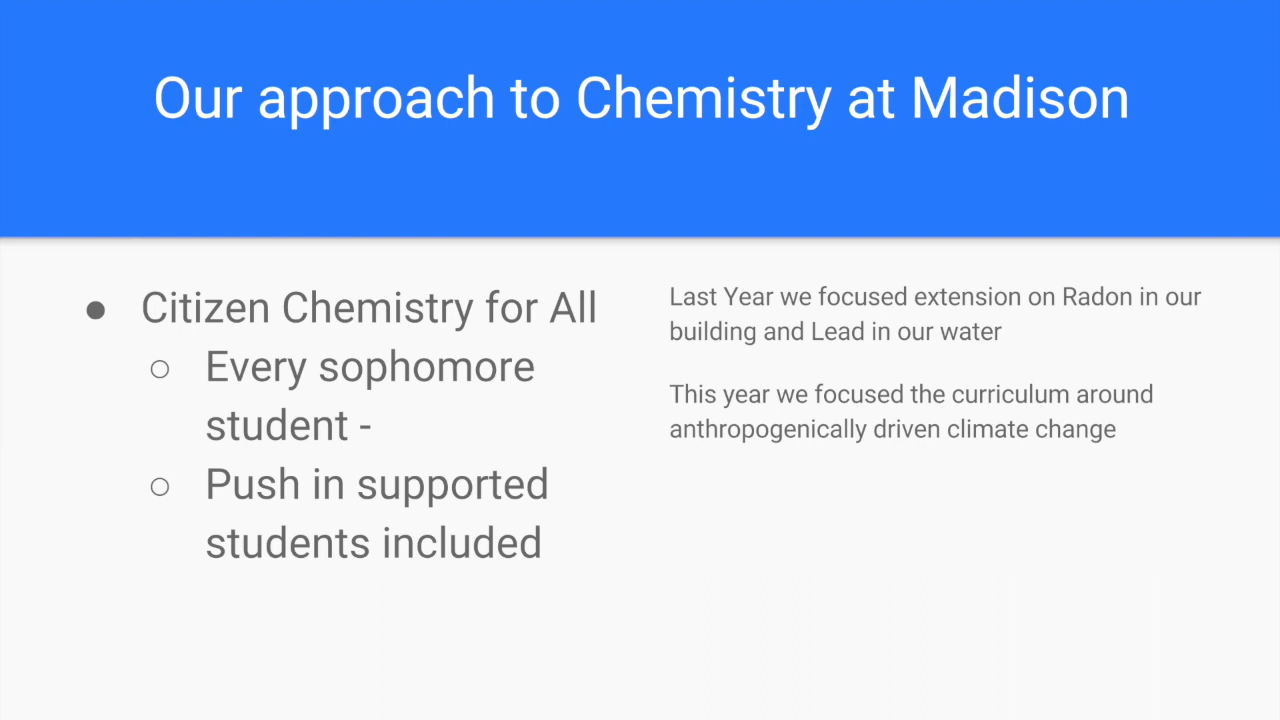 Our approach to Chemistry at Madison
● Citizen Chemistry for All
○ Every sophomore
student -
○ Push in supported
students included
Last Year we focused extension on Radon in our
building and Lead in our water
This year we focused the curriculum around
anthropogenically driven climate change